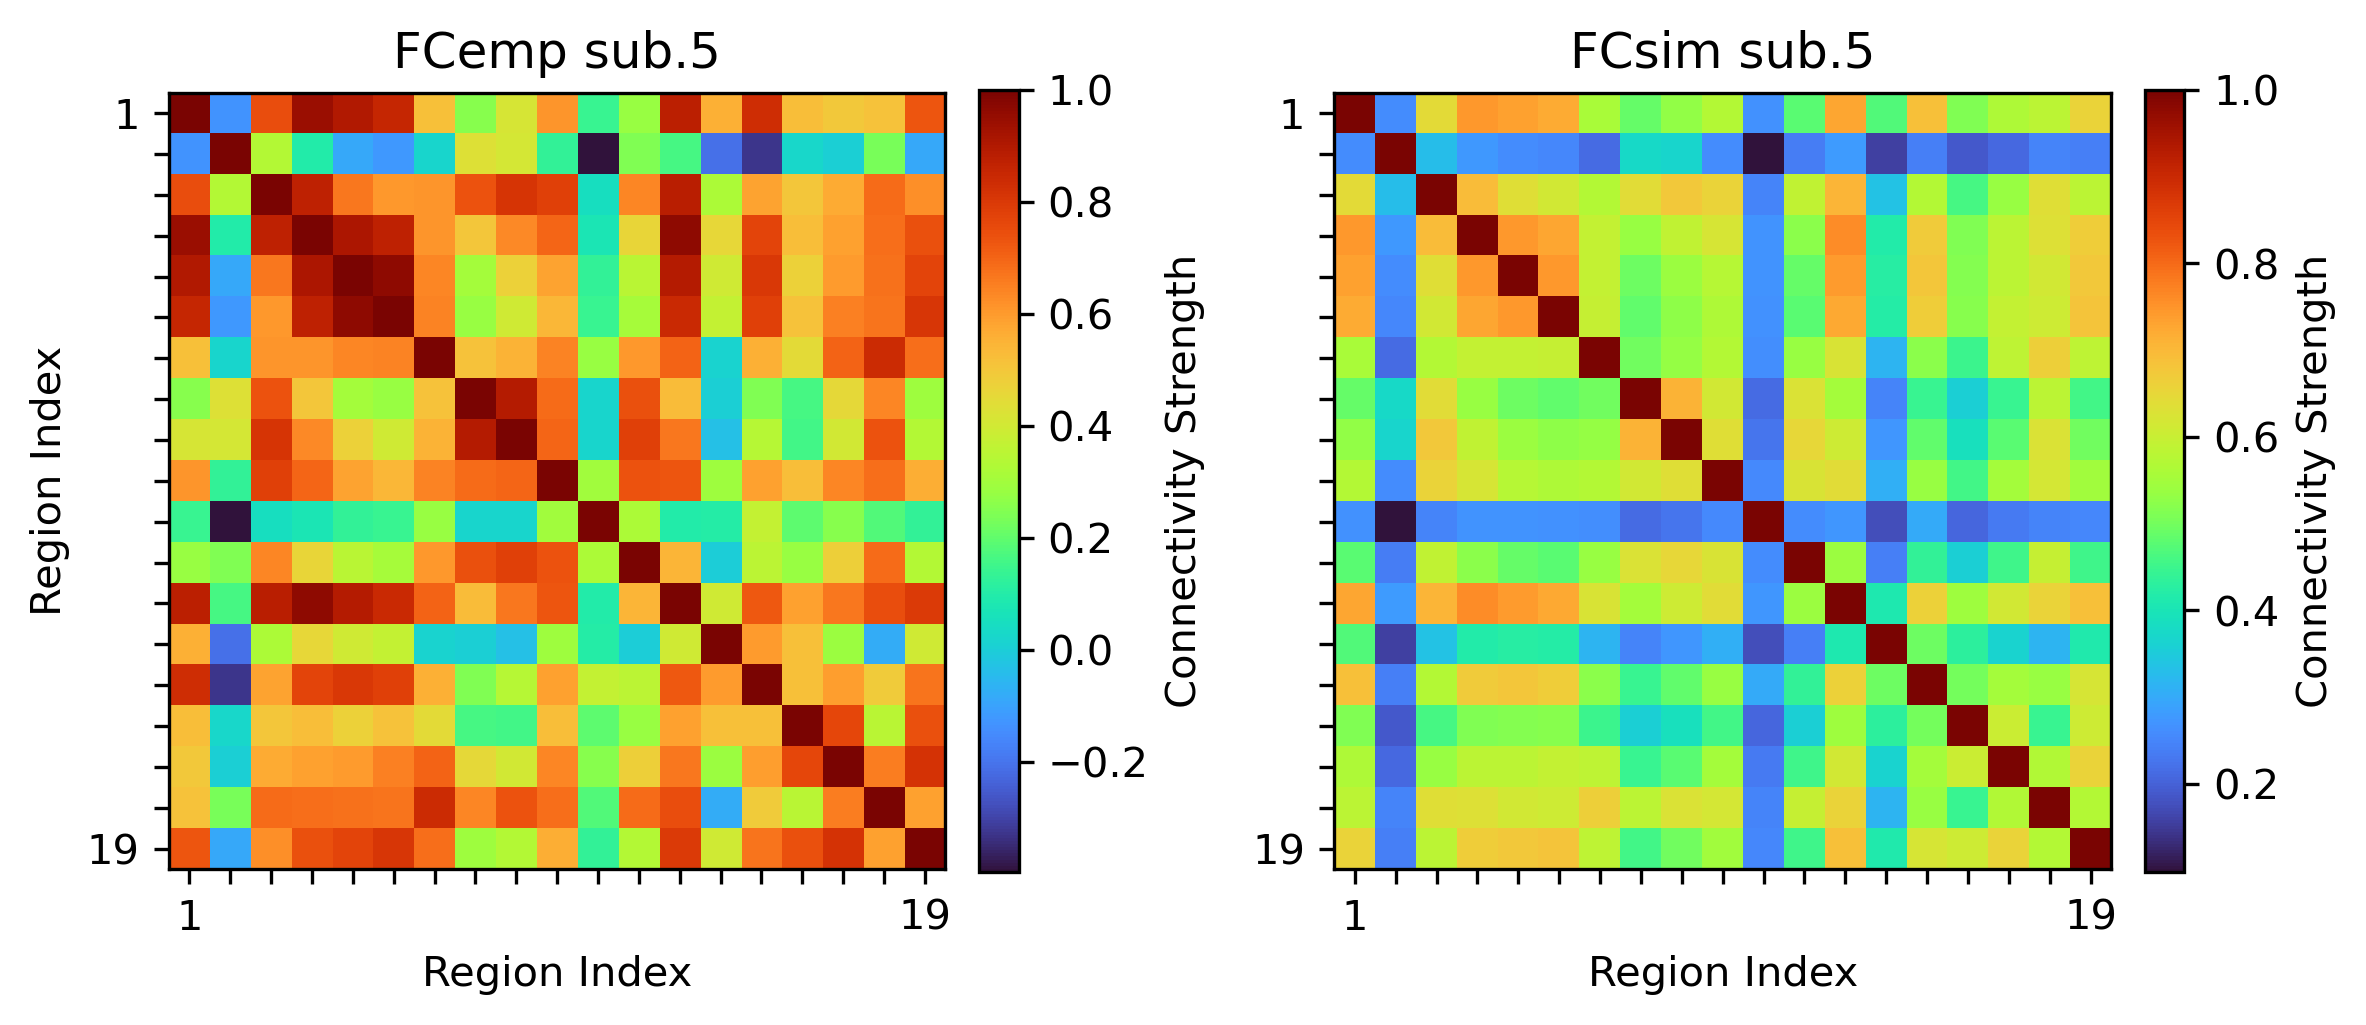 FCemp sub.5
1
19
1
19
Region Index
Region Index
1.0
0.8
0.6
0.4
0.2
0.0
−0.2
Connectivity Strength
FCsim sub.5
1
19
1
19
Region Index
1.0
0.8
0.6
0.4
0.2
Connectivity Strength